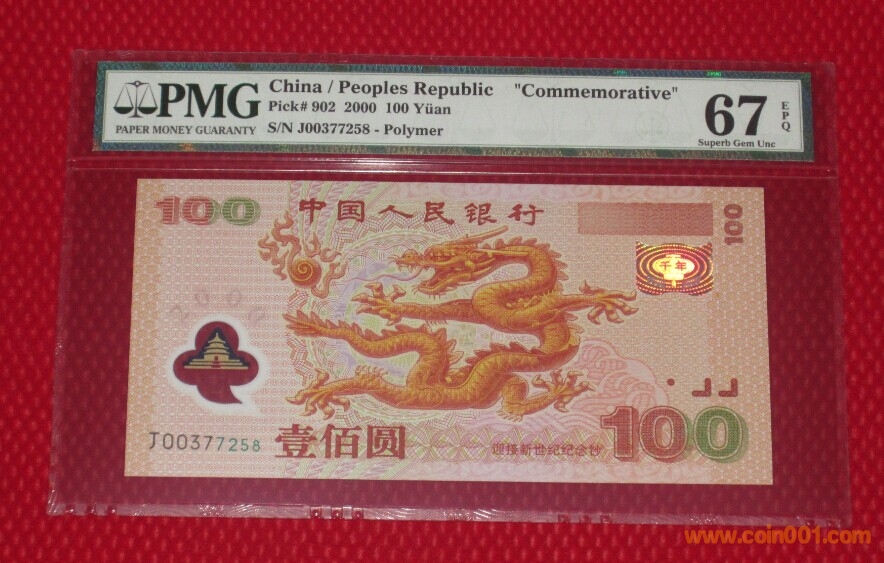 PMG
PAPER MONEY GUARANTY
China / Peoples Republic "Commemorative"
Pick# 902 2000 100 Yüan
S/N J00377258 - Polymer
67
EPQ
Superb Gem Unc
100
中国人民银行
100
千年
2000
J00377258
壹佰圆
迎接新世纪纪念钞
100
www.coin001.com